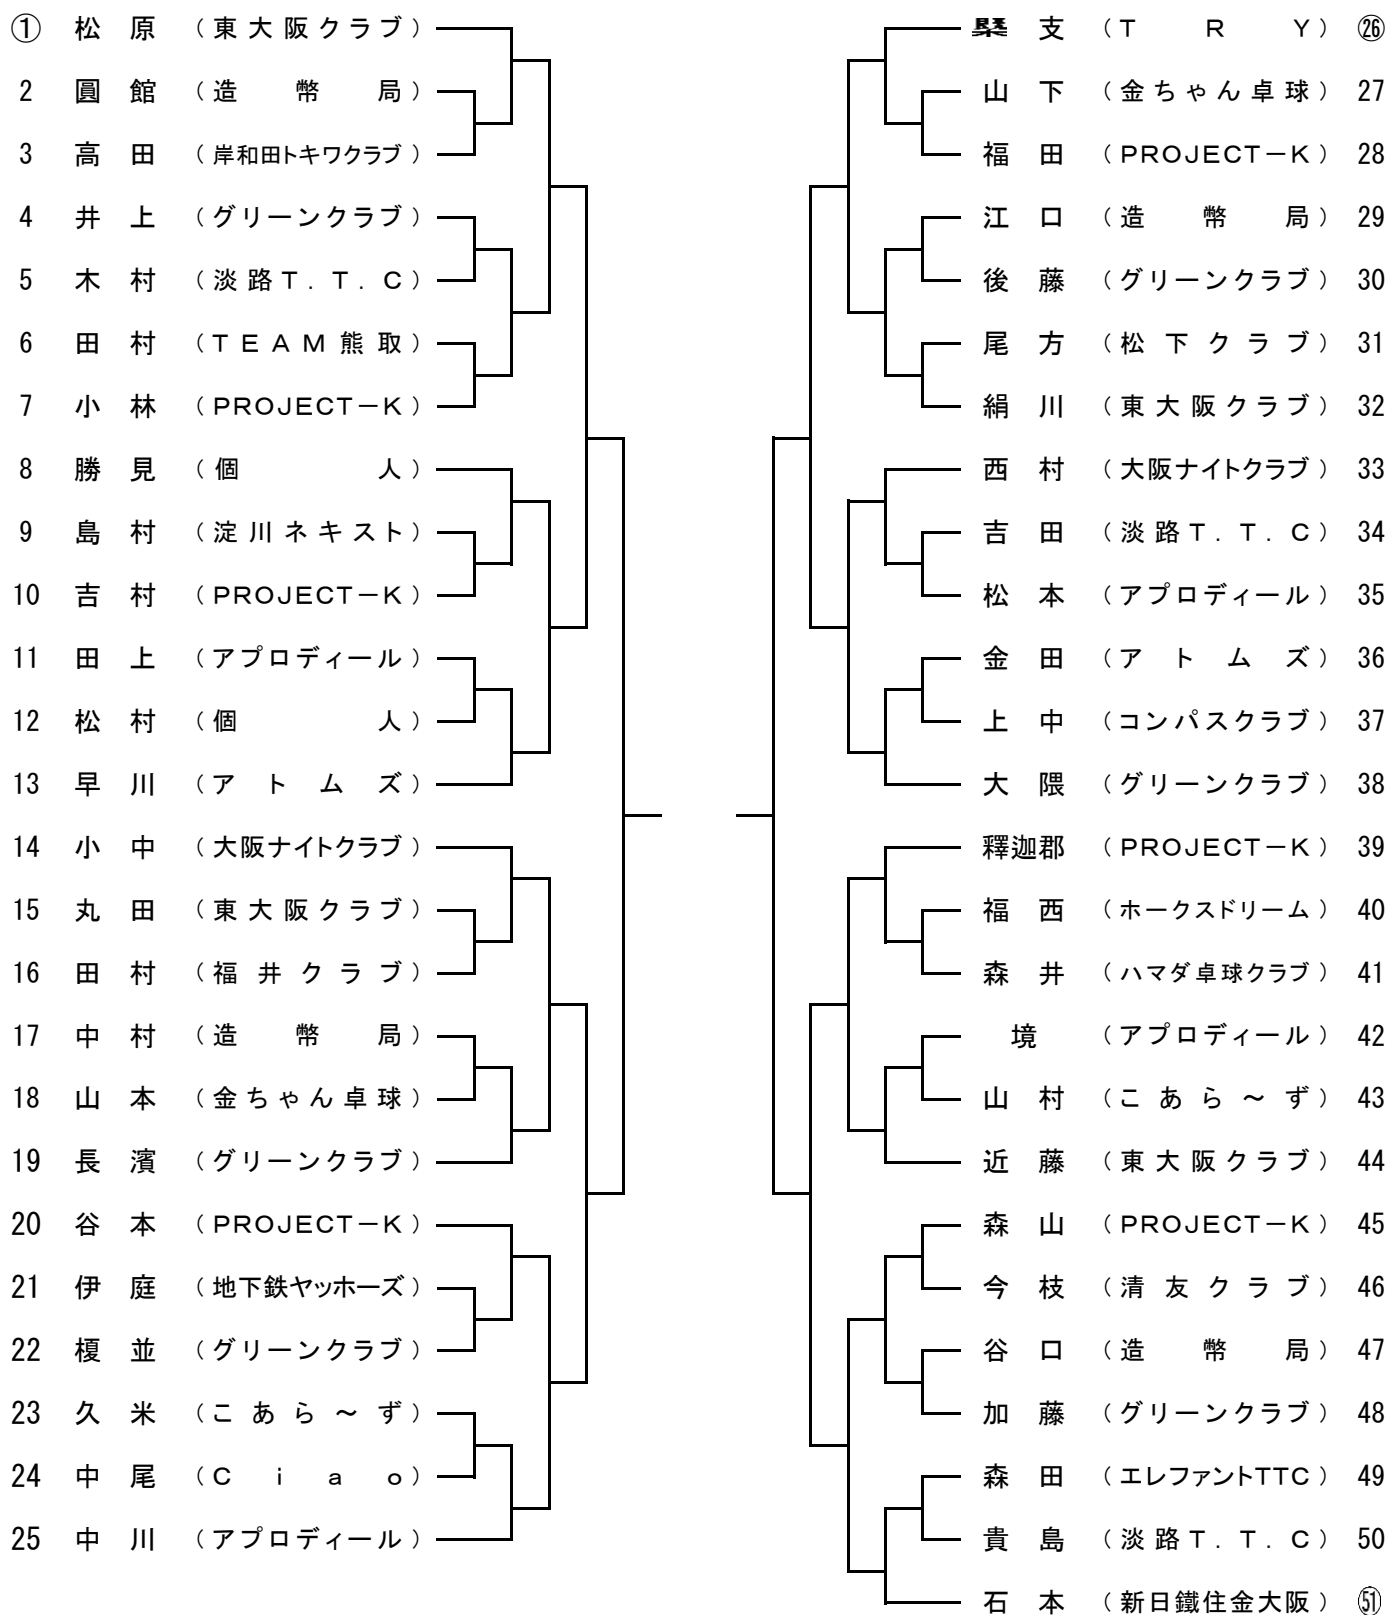 ① 松原 (東大阪クラブ)
2 圓館 (造幣局)
3 高田 (岸和田トキワクラブ)
4 井上 (グリーンクラブ)
5 木村 (淡路T.T.C)
6 田村 (TEAM熊取)
7 小林 (PROJECT-K)
8 勝見 (個人)
9 島村 (淀川ネキスト)
10 吉村 (PROJECT-K)
11 田上 (アプロディール)
12 松村 (個人)
13 早川 (アトムズ)
14 小中 (大阪ナイトクラブ)
15 丸田 (東大阪クラブ)
16 田村 (福井クラブ)
17 中村 (造幣局)
18 山本 (金ちゃん卓球)
19 長濱 (グリーンクラブ)
20 谷本 (PROJECT-K)
21 伊庭 (地下鉄ヤッホーズ)
22 榎並 (グリーンクラブ)
23 久米 (こあら～ず)
24 中尾 (Ciao)
25 中川 (アプロディール)
支 (TRY) ㉖
山下 (金ちゃん卓球) 27
福田 (PROJECT-K) 28
江口 (造幣局) 29
後藤 (グリーンクラブ) 30
尾方 (松下クラブ) 31
絹川 (東大阪クラブ) 32
西村 (大阪ナイトクラブ) 33
吉田 (淡路T.T.C) 34
松本 (アプロディール) 35
金田 (アトムズ) 36
上中 (コンパスクラブ) 37
大隈 (グリーンクラブ) 38
釋迦郡 (PROJECT-K) 39
福西 (ホークスドリーム) 40
森井 (ハマダ卓球クラブ) 41
境 (アプロディール) 42
山村 (こあら～ず) 43
近藤 (東大阪クラブ) 44
森山 (PROJECT-K) 45
今枝 (清友クラブ) 46
谷口 (造幣局) 47
加藤 (グリーンクラブ) 48
森田 (エレファントTTC) 49
貴島 (淡路T.T.C) 50
石本 (新日鐵住金大阪) 51